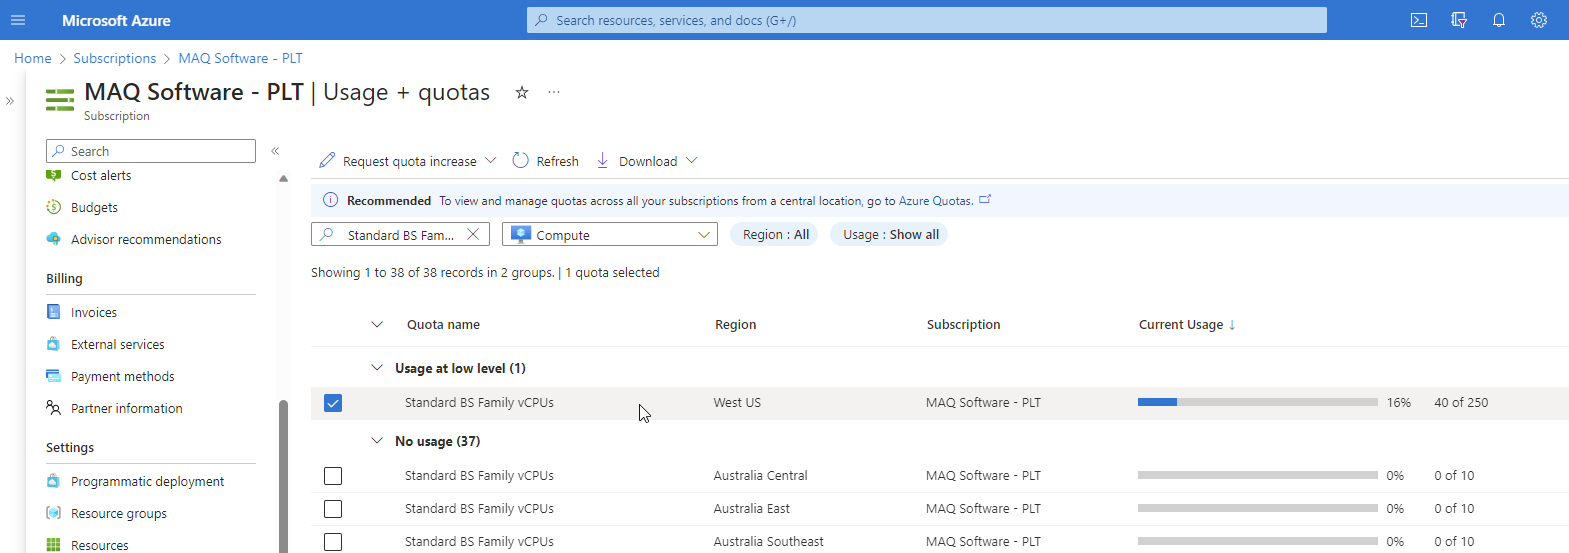 Microsoft Azure
Search resources, services, and docs (G+/)
Home > Subscriptions > MAQ Software - PLT
MAQ Software - PLT | Usage + quotas
Subscription
Search
Cost alerts
Budgets
Advisor recommendations
Billing
Invoices
External services
Payment methods
Partner information
Settings
Programmatic deployment
Resource groups
Resources
Request quota increase
Refresh
Download
Recommended To view and manage quotas across all your subscriptions from a central location, go to Azure Quotas.
Standard BS Fam...
Compute
Region : All
Usage : Show all
Showing 1 to 38 of 38 records in 2 groups. | 1 quota selected
Quota name Region Subscription Current Usage ↓
Usage at low level (1)
Standard BS Family vCPUs West US MAQ Software - PLT 16% 40 of 250
No usage (37)
Standard BS Family vCPUs Australia Central MAQ Software - PLT 0% 0 of 10
Standard BS Family vCPUs Australia East MAQ Software - PLT 0% 0 of 10
Standard BS Family vCPUs Australia Southeast MAQ Software - PLT 0% 0 of 10